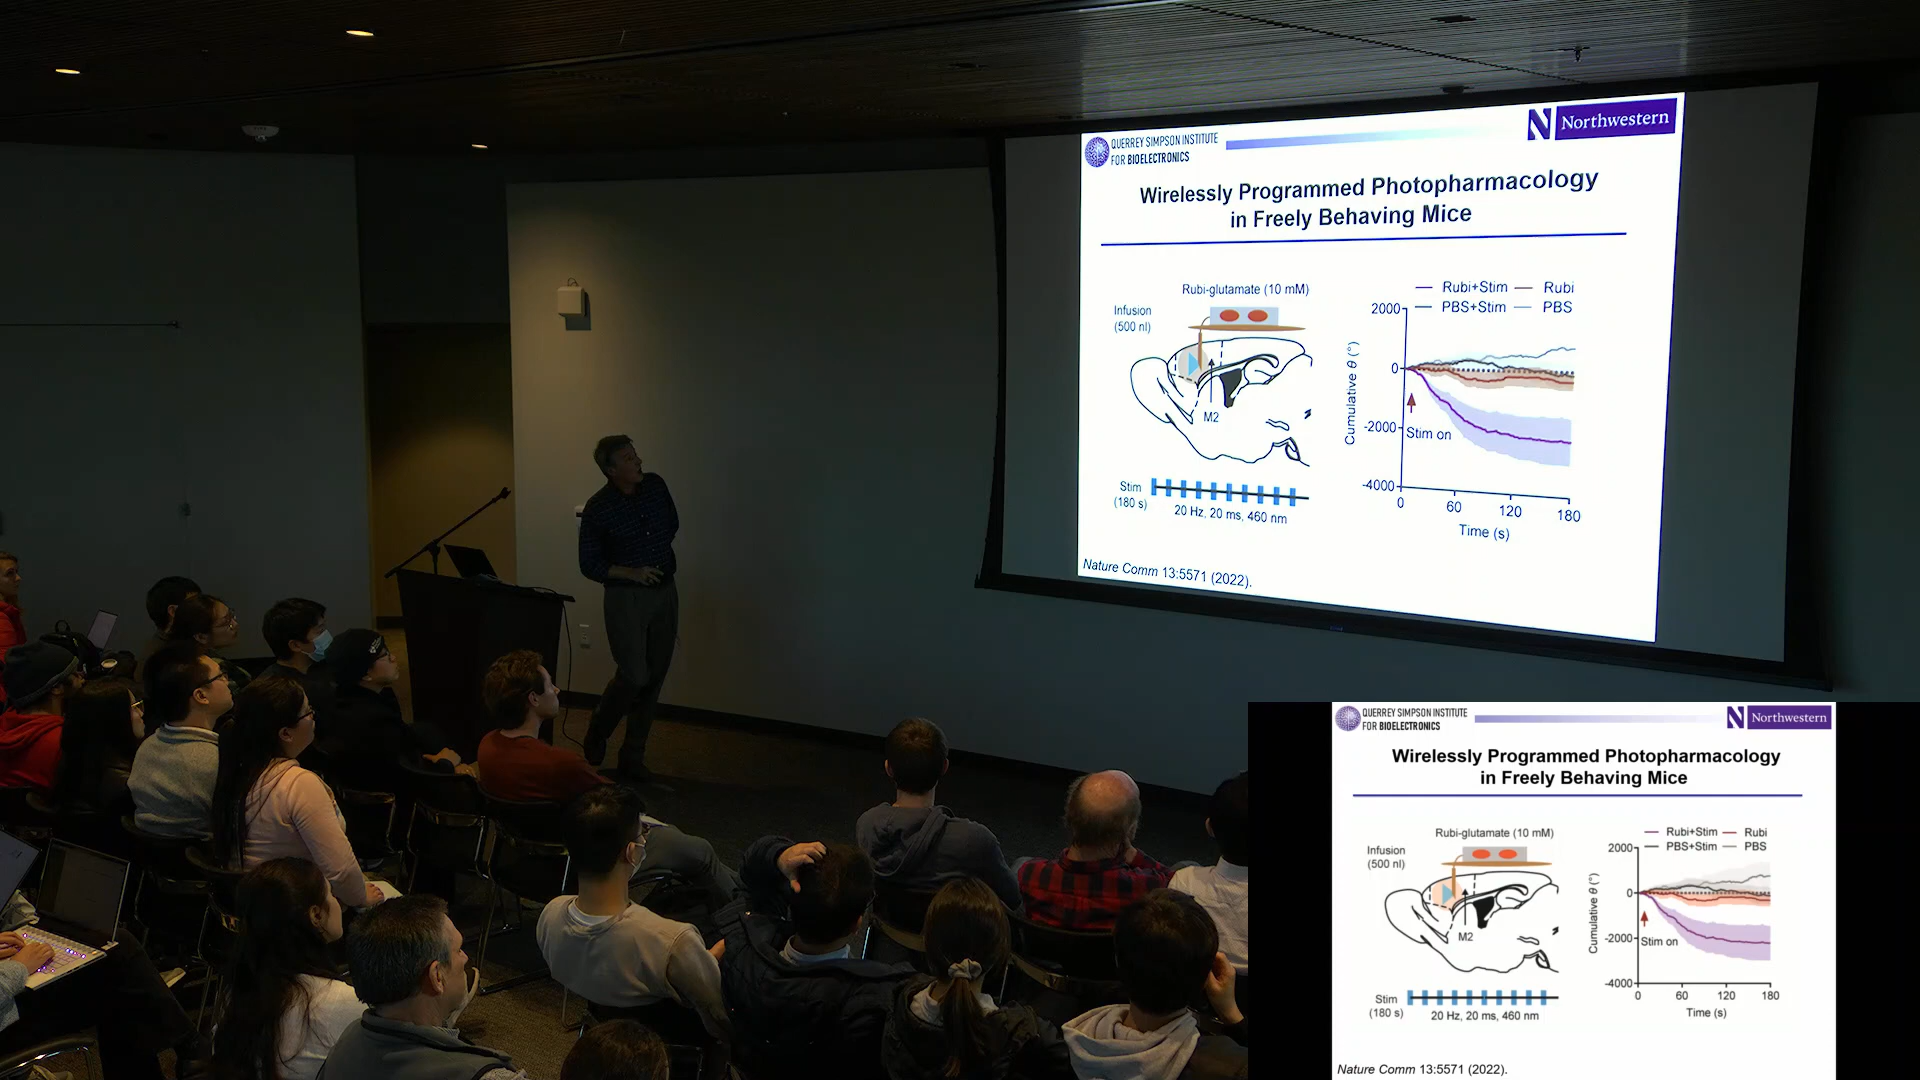 QUERREY SIMPSON INSTITUTE
FOR BIOELECTRONICS
N Northwestern
Wirelessly Programmed Photopharmacology
in Freely Behaving Mice
Rubi-glutamate (10 mM)
Infusion
(500 nl)
M2
Stim
(180 s)
20 Hz, 20 ms, 460 nm
Rubi+Stim
Rubi
PBS+Stim
PBS
2000
0
-2000
-4000
Cumulative θ (°)
Stim on
0
60
120
180
Time (s)
Nature Comm 13:5571 (2022).
QUERREY SIMPSON INSTITUTE
FOR BIOELECTRONICS
N Northwestern
Wirelessly Programmed Photopharmacology
in Freely Behaving Mice
Rubi-glutamate (10 mM)
Infusion
(500 nl)
M2
Stim
(180 s)
20 Hz, 20 ms, 460 nm
Rubi+Stim
Rubi
PBS+Stim
PBS
2000
0
-2000
-4000
Cumulative θ (°)
Stim on
0
60
120
180
Time (s)
Nature Comm 13:5571 (2022).